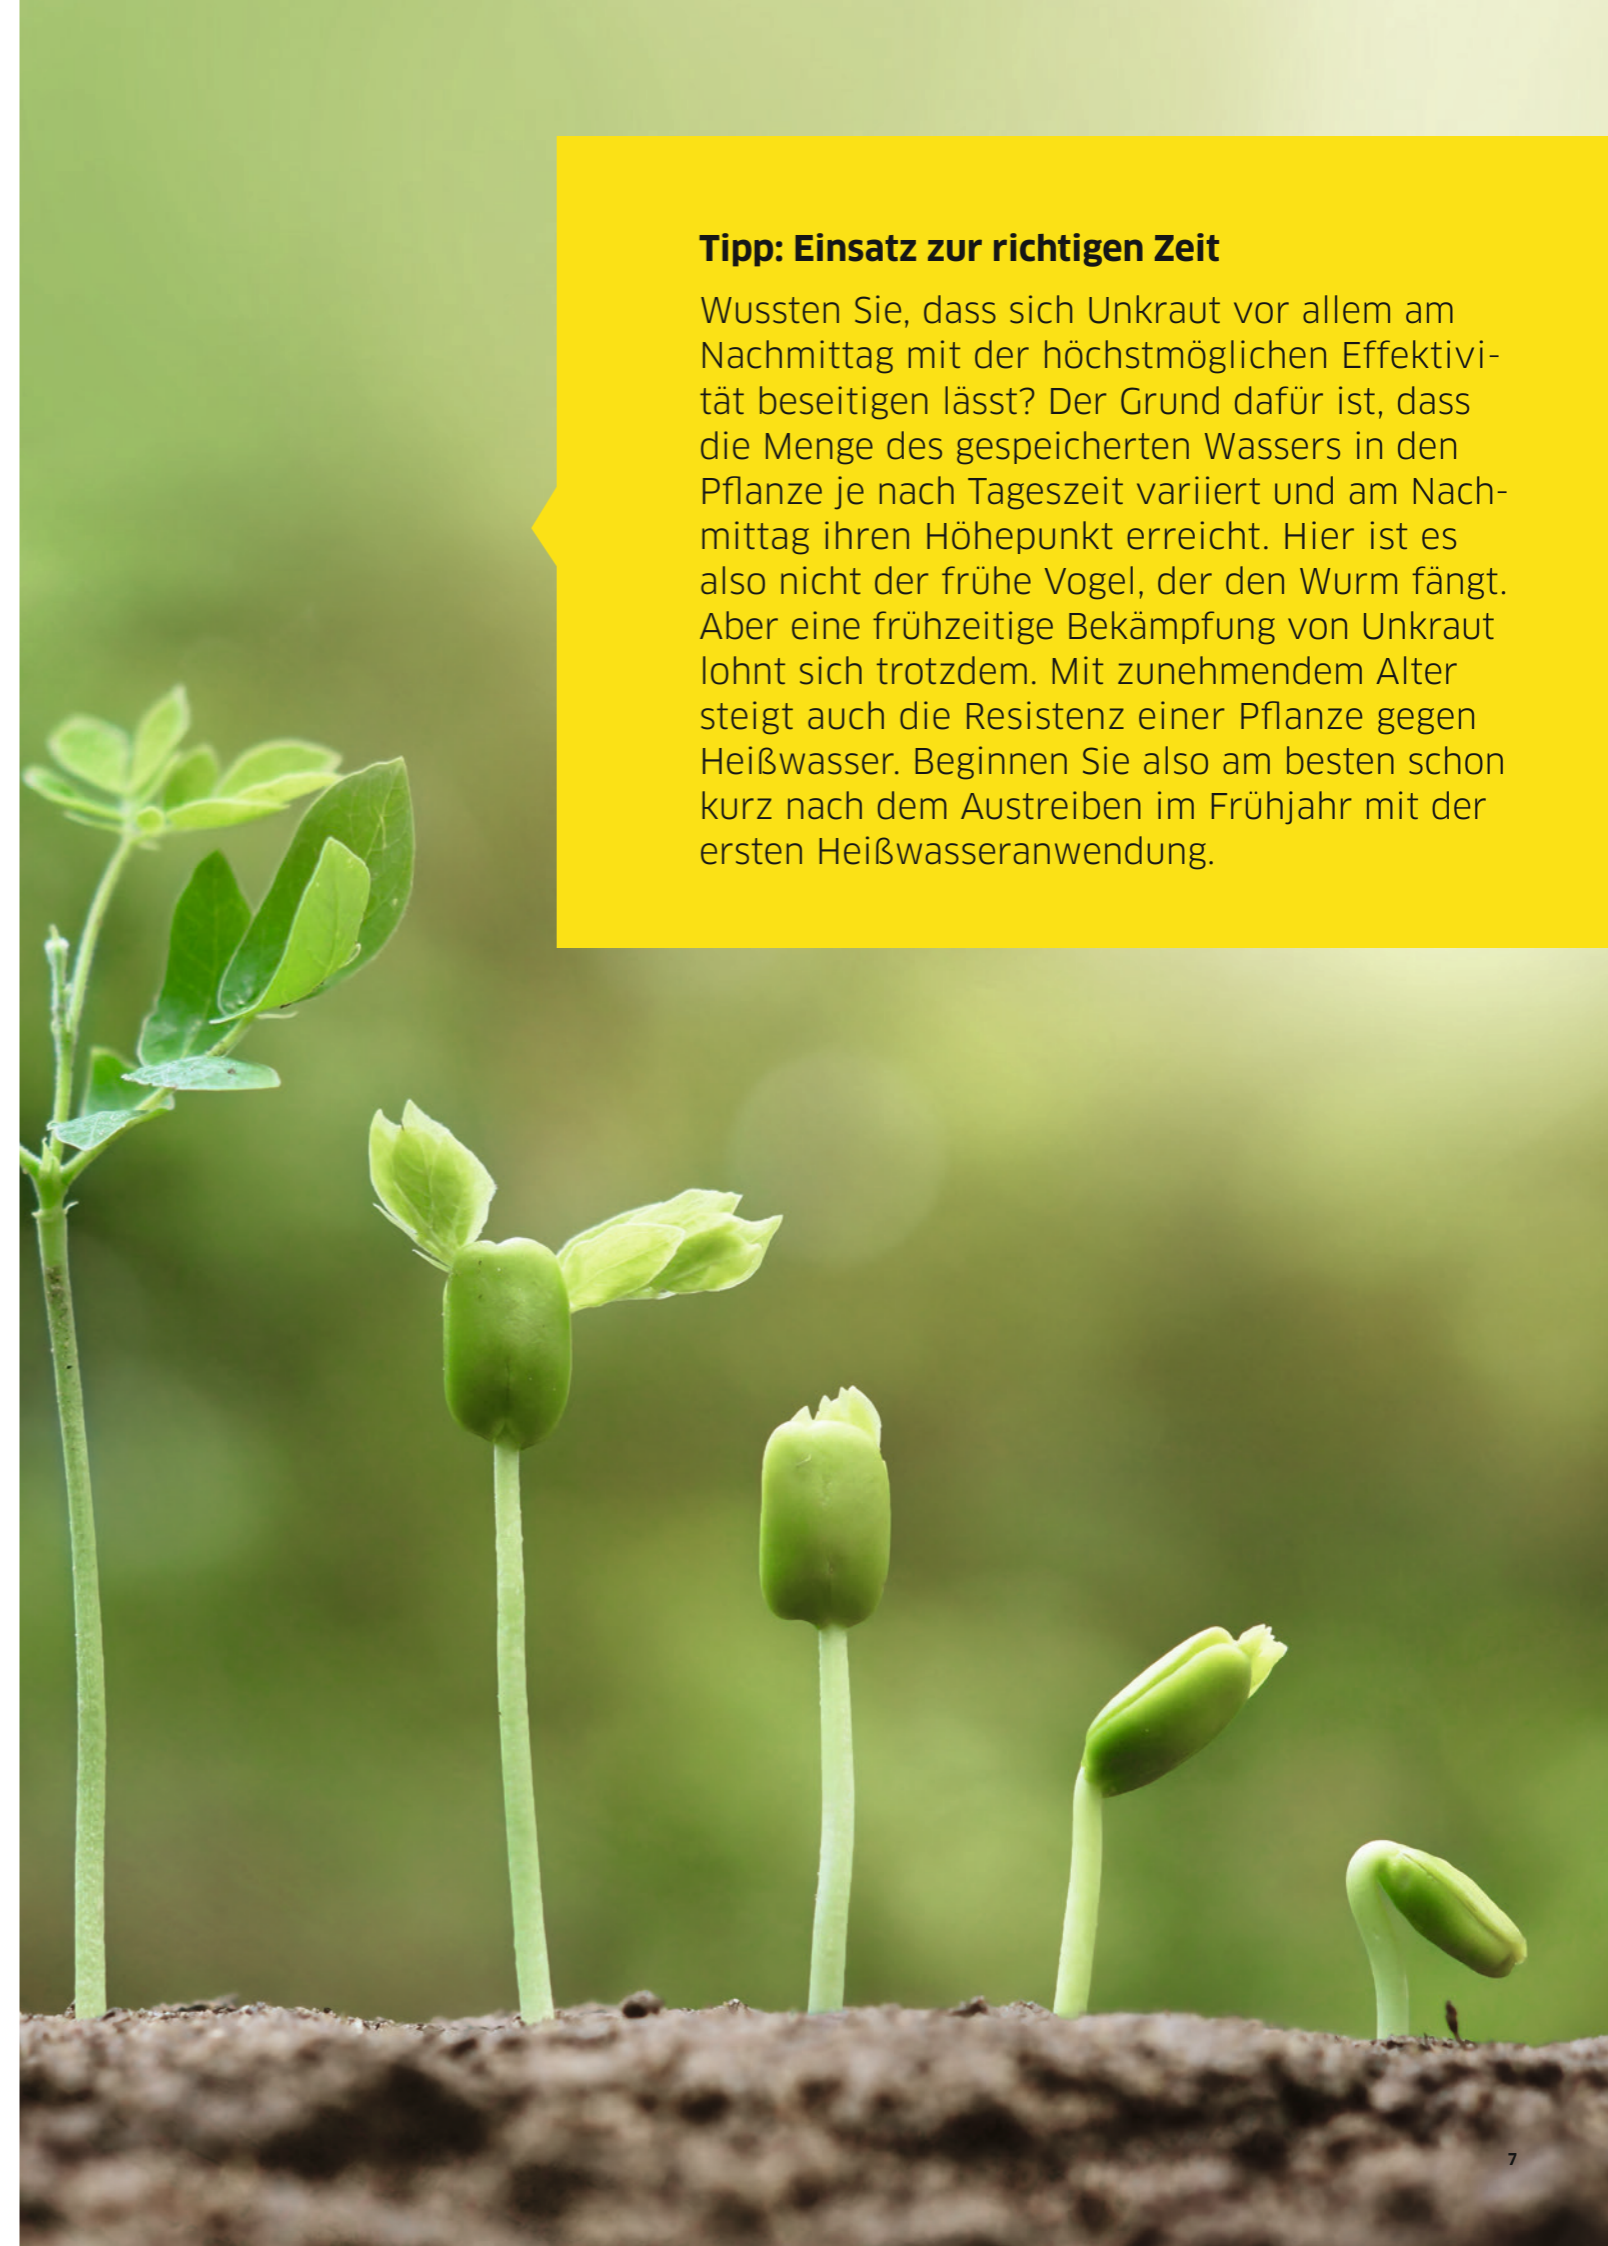 Tipp: Einsatz zur richtigen Zeit
Wussten Sie, dass sich Unkraut vor allem am
Nachmittag mit der höchstmöglichen Effektivi-
tät beseitigen lässt? Der Grund dafür ist, dass
die Menge des gespeicherten Wassers in den
Pflanze je nach Tageszeit variiert und am Nach-
mittag ihren Höhepunkt erreicht. Hier ist es
also nicht der frühe Vogel, der den Wurm fängt.
Aber eine frühzeitige Bekämpfung von Unkraut
lohnt sich trotzdem. Mit zunehmendem Alter
steigt auch die Resistenz einer Pflanze gegen
Heißwasser. Beginnen Sie also am besten schon
kurz nach dem Austreiben im Frühjahr mit der
ersten Heißwasseranwendung.
7